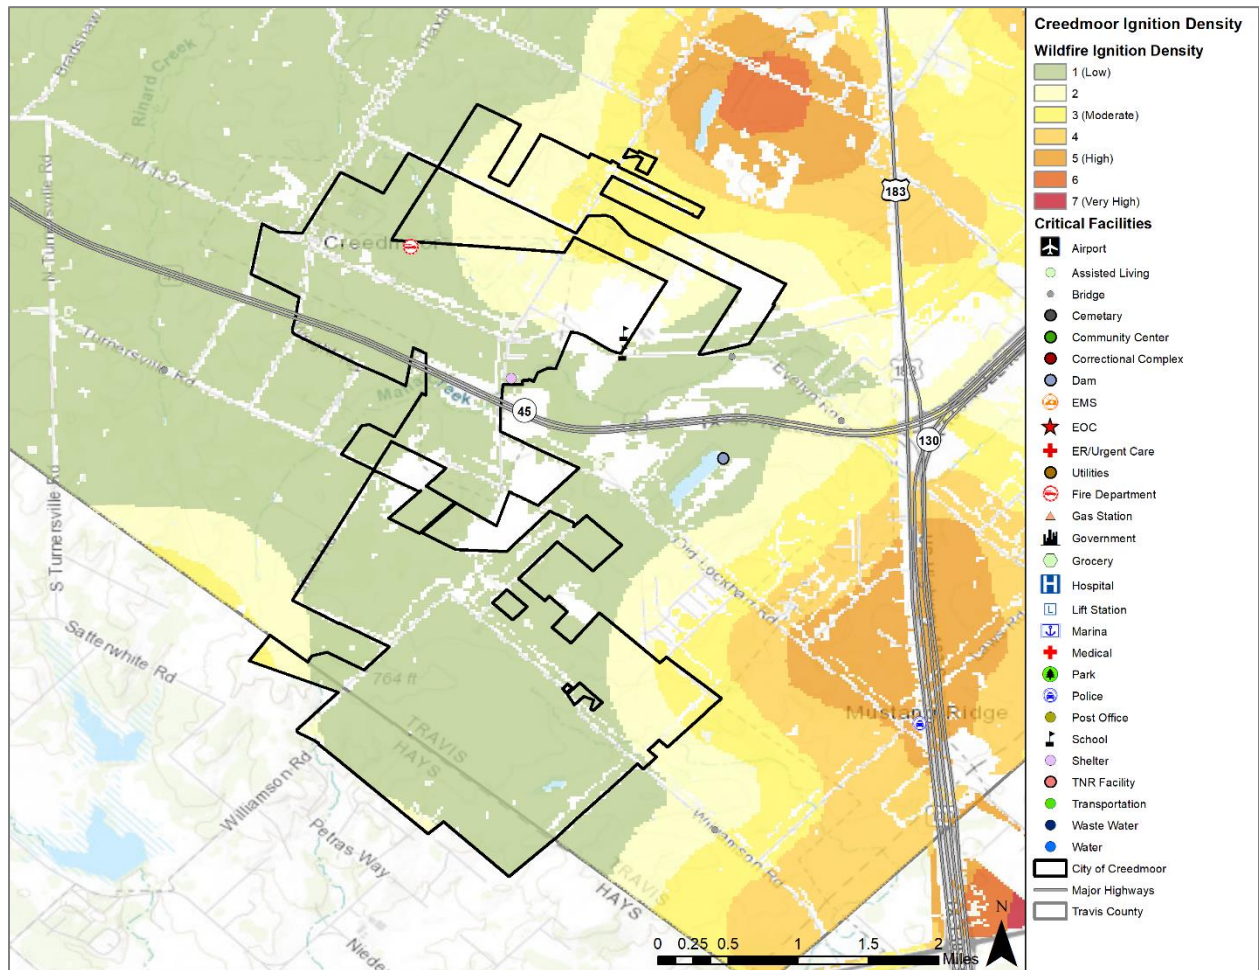 Creedmoor Ignition Density
Wildfire Ignition Density
1 (Low)
2
3 (Moderate)
4
5 (High)
6
7 (Very High)
Critical Facilities
Airport
Assisted Living
Bridge
Cemetary
Community Center
Correctional Complex
Dam
EMS
EOC
ER/Urgent Care
Utilities
Fire Department
Gas Station
Government
Grocery
H
Hospital
L
Lift Station
Marina
Medical
Park
Police
Post Office
School
Shelter
TNR Facility
Transportation
Waste Water
Water
City of Creedmoor
Major Highways
Travis County
N
Bradshaw
Rinard Creek
Thaxton
FM 1327
N Turnersville Rd
Creedmoor
183
Turnersville Rd
Evelyn Rd
183
45
130
S Turnersville Rd
Old Lockhart Rd
Satterwhite Rd
764 ft
Mustang Ridge
TRAVIS
HAYS
Williamson Rd
Petras Way
Williamson Rd
TRAVIS
HAYS
Niede
0 0.25 0.5 1 1.5 2
Miles